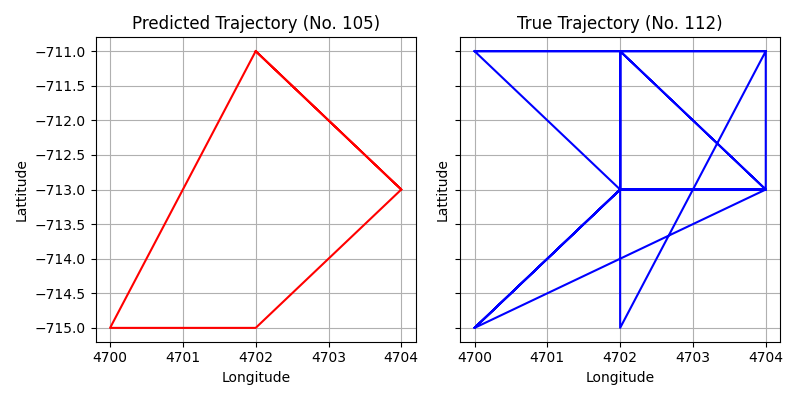 Predicted Trajectory (No. 105)
Lattitude
−711.0
−711.5
−712.0
−712.5
−713.0
−713.5
−714.0
−714.5
−715.0
4700 4701 4702 4703 4704
Longitude
True Trajectory (No. 112)
Lattitude
4700 4701 4702 4703 4704
Longitude